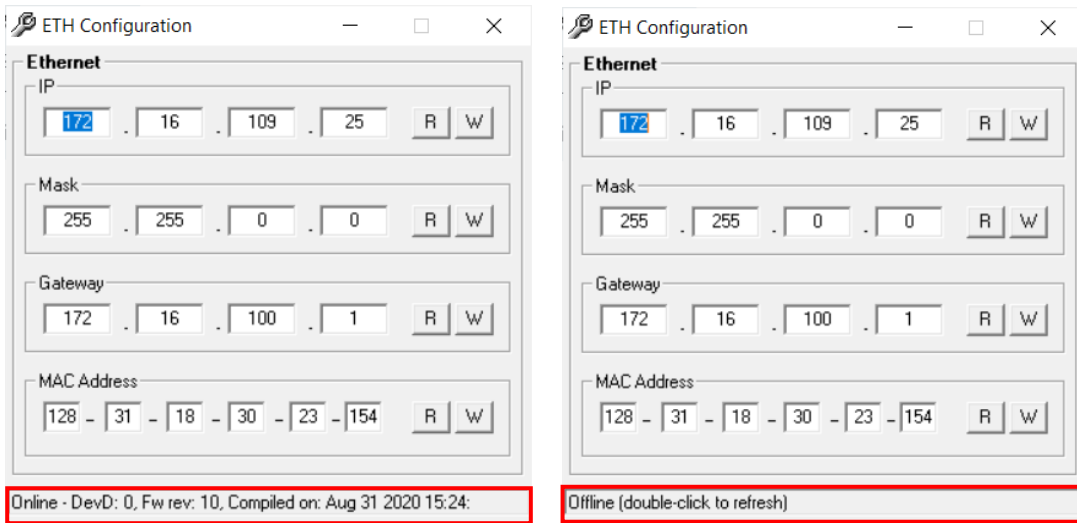 ETH Configuration
Ethernet
IP
172 . 16 . 109 . 25 R W
Mask
255 . 255 . 0 . 0 R W
Gateway
172 . 16 . 100 . 1 R W
MAC Address
128 - 31 - 18 - 30 - 23 - 154 R W
Online - DevD: 0, Fw rev: 10, Compiled on: Aug 31 2020 15:24:
ETH Configuration
Ethernet
IP
172 . 16 . 109 . 25 R W
Mask
255 . 255 . 0 . 0 R W
Gateway
172 . 16 . 100 . 1 R W
MAC Address
128 - 31 - 18 - 30 - 23 - 154 R W
Offline (double-click to refresh)